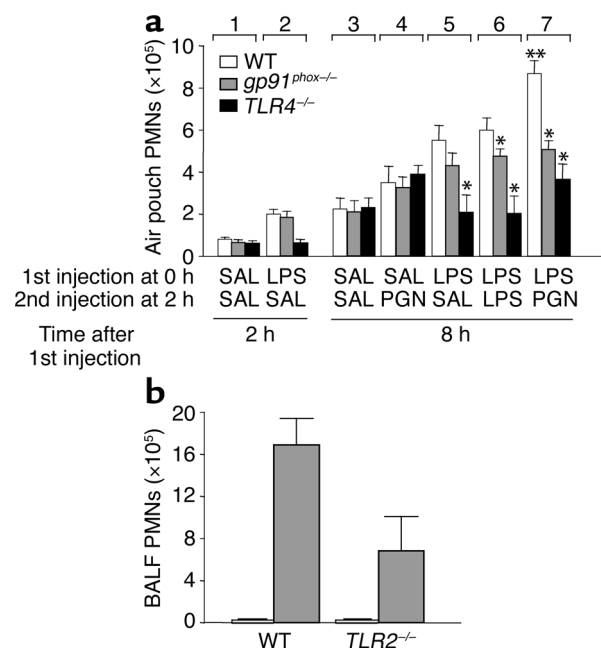 a
1 2 3 4 5 6 7
10
8
6
4
2
0
Air pouch PMNs (×10⁵)
WT
gp91phox–/–
TLR4–/–
* * * * ** * *
1st injection at 0 h SAL LPS SAL SAL LPS LPS LPS
2nd injection at 2 h SAL SAL SAL PGN SAL LPS PGN
Time after 2 h 8 h
1st injection
b
20
16
12
8
4
0
BALF PMNs (×10⁵)
WT TLR2–/–